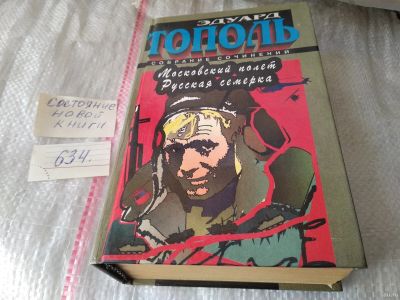 ЭДУАРД
ТОПОЛЬ
СОБРАНИЕ СОЧИНЕНИЙ
Московский полет
Русская семерка
Состояние
новой
книги
634.